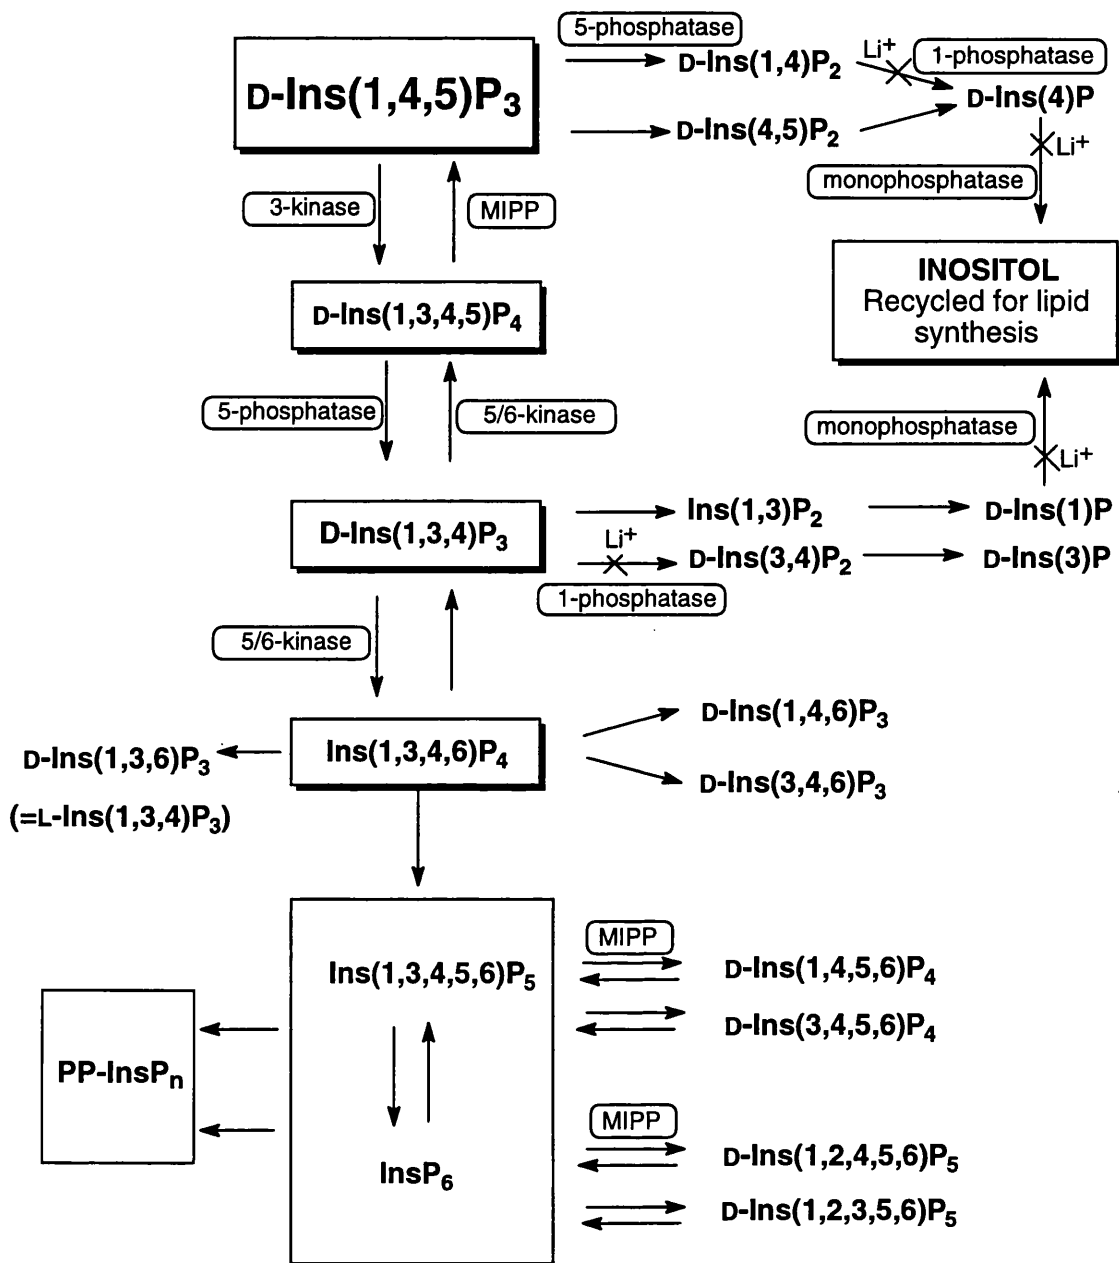 5-phosphatase
D-Ins(1,4,5)P3
D-Ins(1,4)P2
Li+
1-phosphatase
D-Ins(4)P
D-Ins(4,5)P2
Li+
monophosphatase
3-kinase
MIPP
INOSITOL
Recycled for lipid
synthesis
D-Ins(1,3,4,5)P4
5-phosphatase
5/6-kinase
monophosphatase
Li+
D-Ins(1,3,4)P3
Ins(1,3)P2
D-Ins(1)P
Li+
D-Ins(3,4)P2
D-Ins(3)P
1-phosphatase
5/6-kinase
D-Ins(1,4,6)P3
D-Ins(1,3,6)P3
Ins(1,3,4,6)P4
D-Ins(3,4,6)P3
(=L-Ins(1,3,4)P3)
MIPP
Ins(1,3,4,5,6)P5
D-Ins(1,4,5,6)P4
D-Ins(3,4,5,6)P4
PP-InsPn
MIPP
InsP6
D-Ins(1,2,4,5,6)P5
D-Ins(1,2,3,5,6)P5